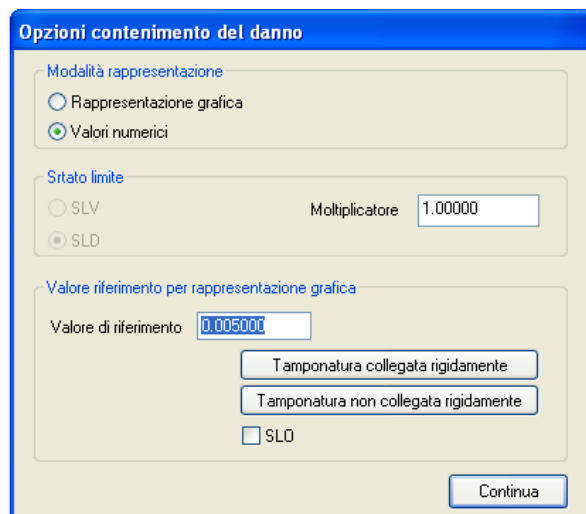 Opzioni contenimento del danno
Modalità rappresentazione
Rappresentazione grafica
Valori numerici
Srtato limite
SLV
Moltiplicatore 1.00000
SLD
Valore riferimento per rappresentazione grafica
Valore di riferimento 0.005000
Tamponatura collegata rigidamente
Tamponatura non collegata rigidamente
SLO
Continua